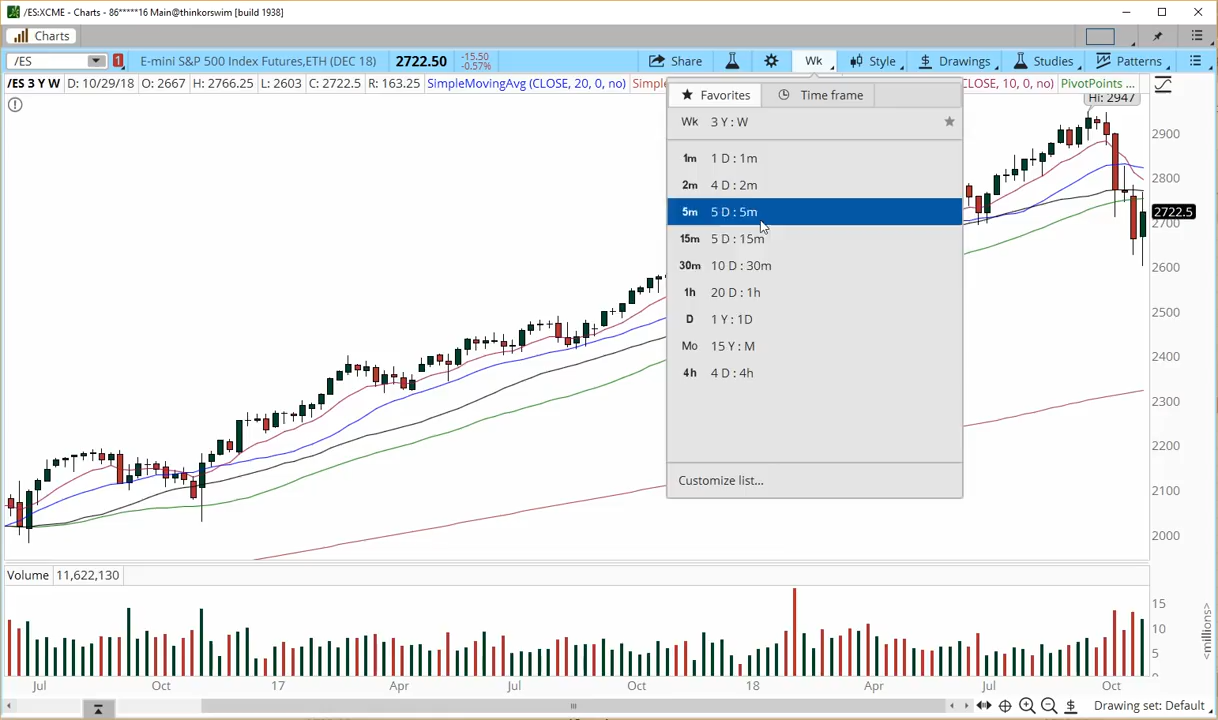 /ES:XCME - Charts - 86*****16 Main@thinkorswim [build 1938]
Charts
/ES 1 E-mini S&P 500 Index Futures,ETH (DEC 18) 2722.50 -15.50 -0.57% Share Wk Style Drawings Studies Patterns
/ES 3 Y W D: 10/29/18 O: 2667 H: 2766.25 L: 2603 C: 2722.5 R: 163.25 SimpleMovingAvg (CLOSE, 20, 0, no) Simple CLOSE, 10, 0, no) PivotPoints ...
Favorites Time frame
Hi: 2947
Wk 3 Y : W
1m 1 D : 1m
2m 4 D : 2m
5m 5 D : 5m
15m 5 D : 15m
30m 10 D : 30m
1h 20 D : 1h
D 1 Y : 1D
Mo 15 Y : M
4h 4 D : 4h
Customize list...
2900
2800
2722.5
2700
2600
2500
2400
2300
2200
2100
2000
Volume 11,622,130
15
10
5
<millions>
Jul Oct 17 Apr Jul Oct 18 Apr Jul Oct
Drawing set: Default